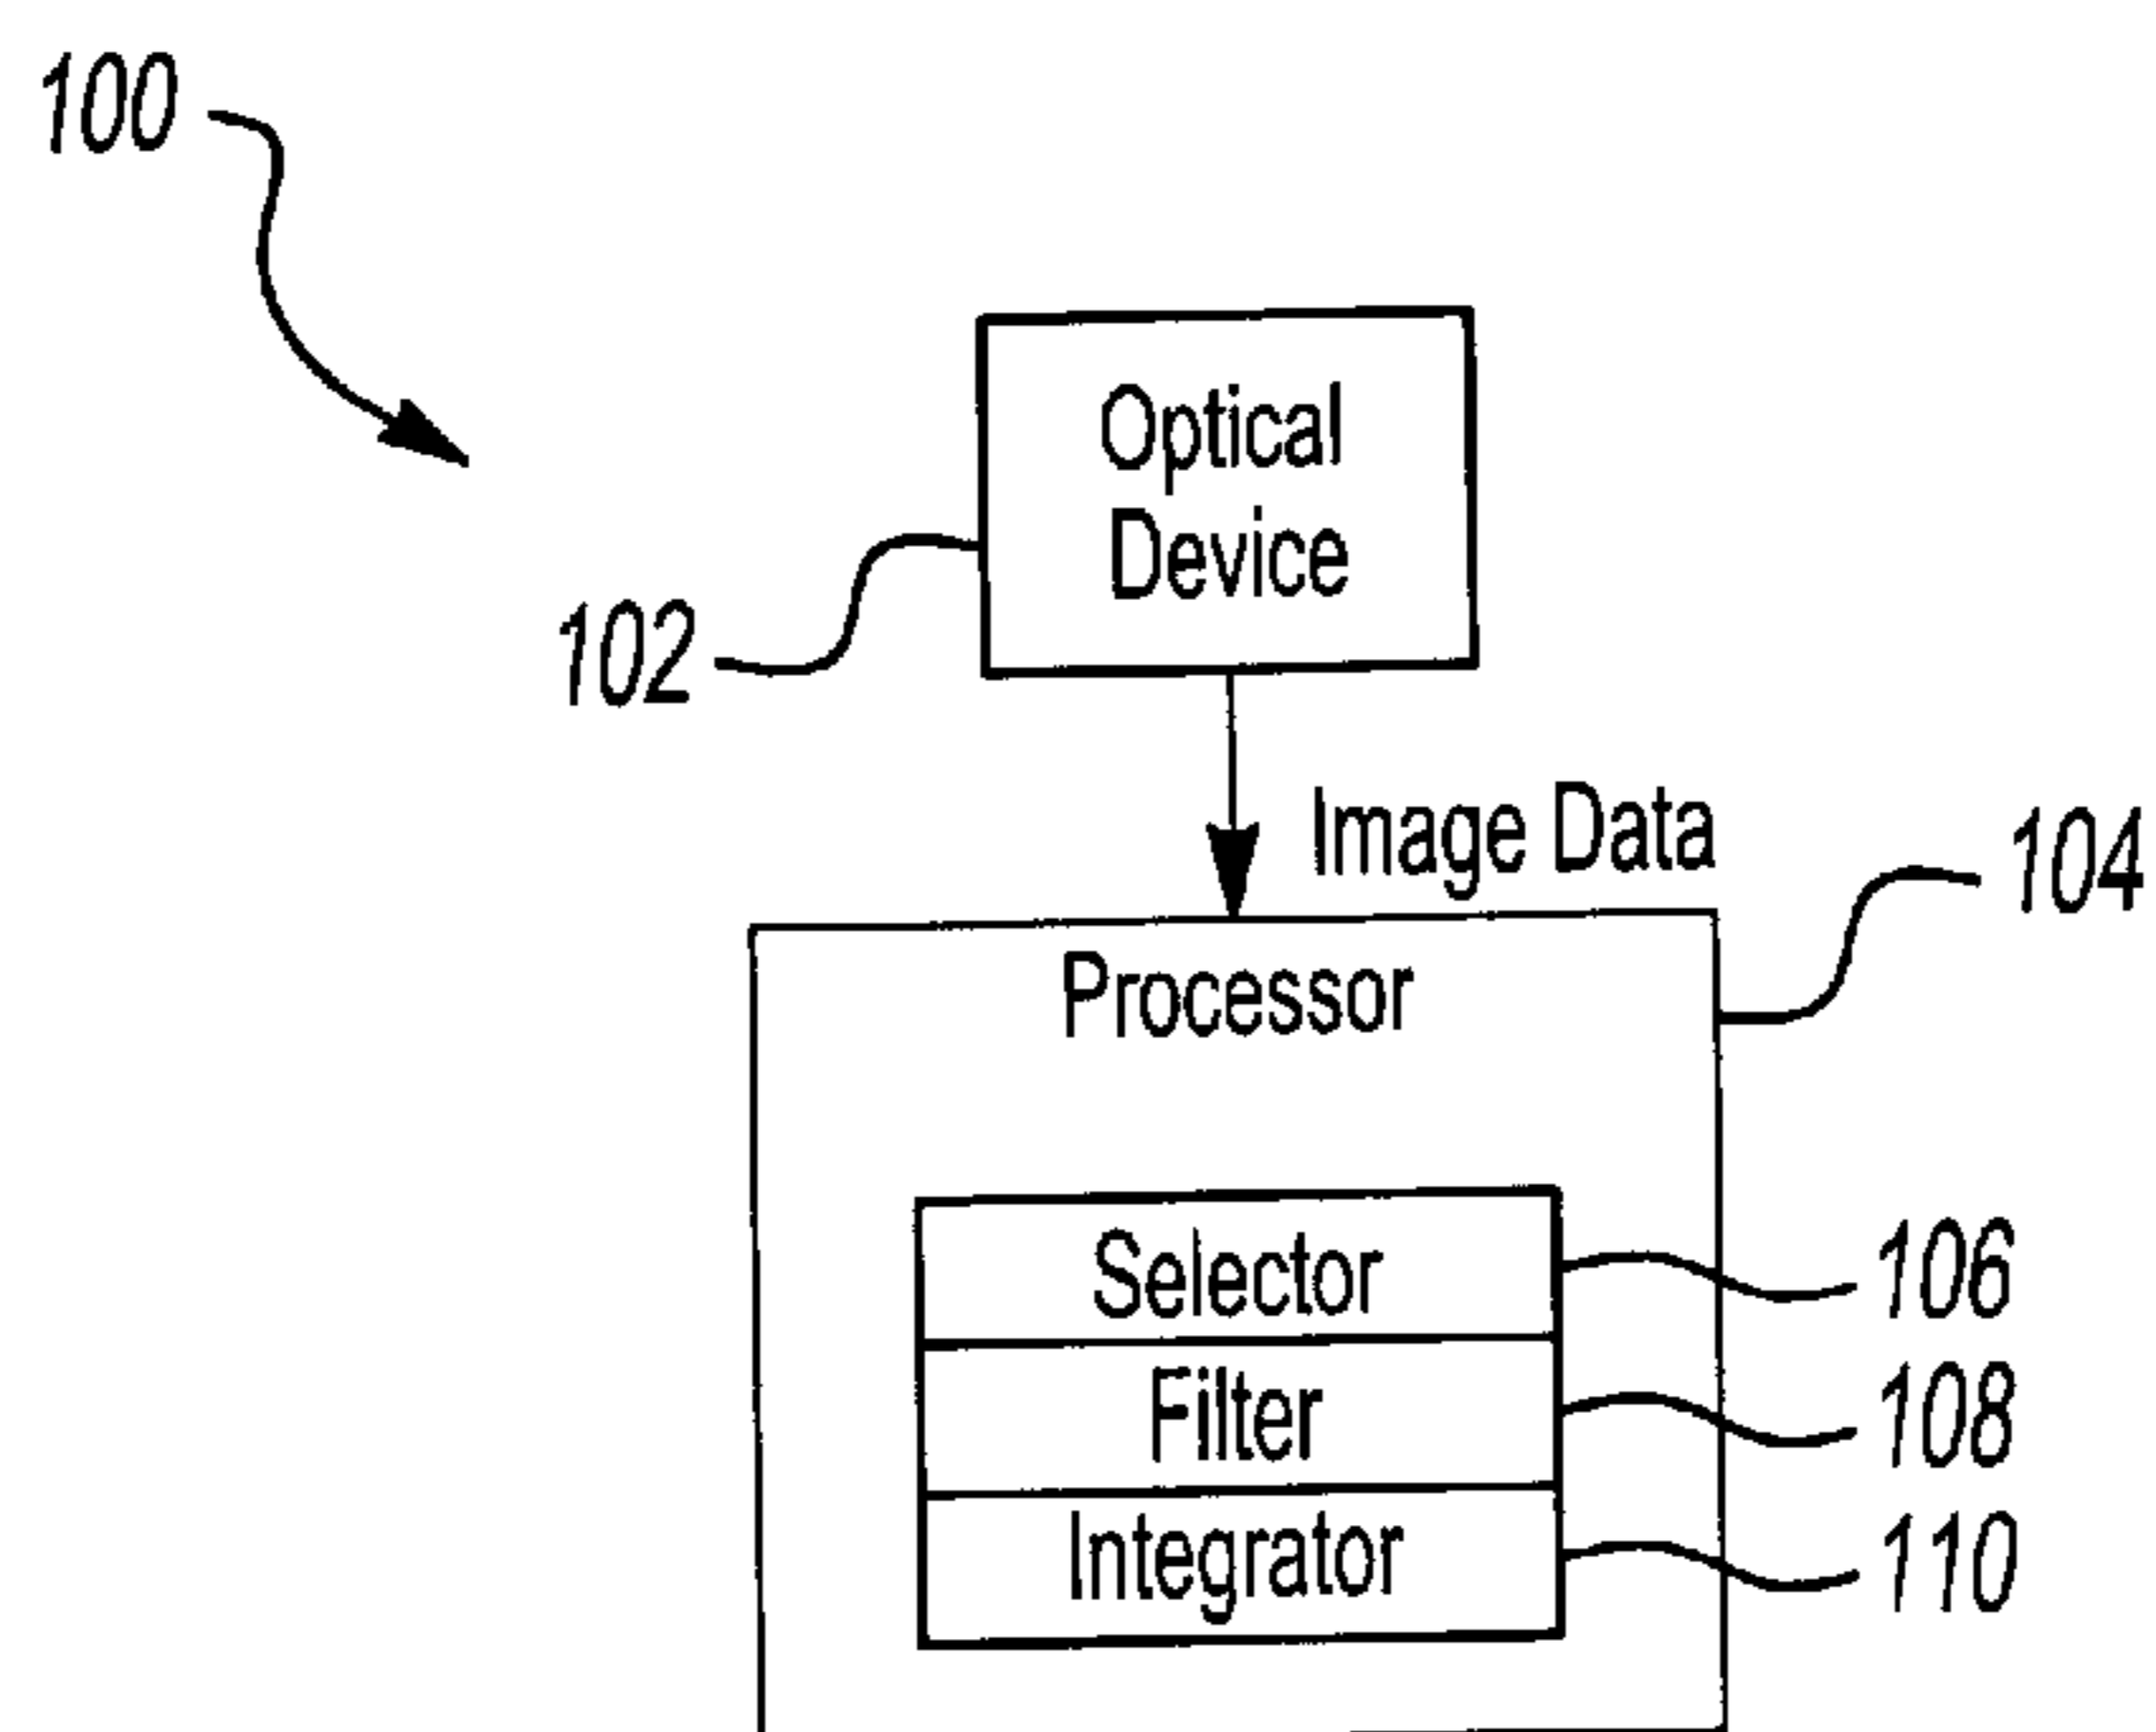 100
Optical
Device
102
Image Data
104
Processor
Selector
106
Filter
108
Integrator
110